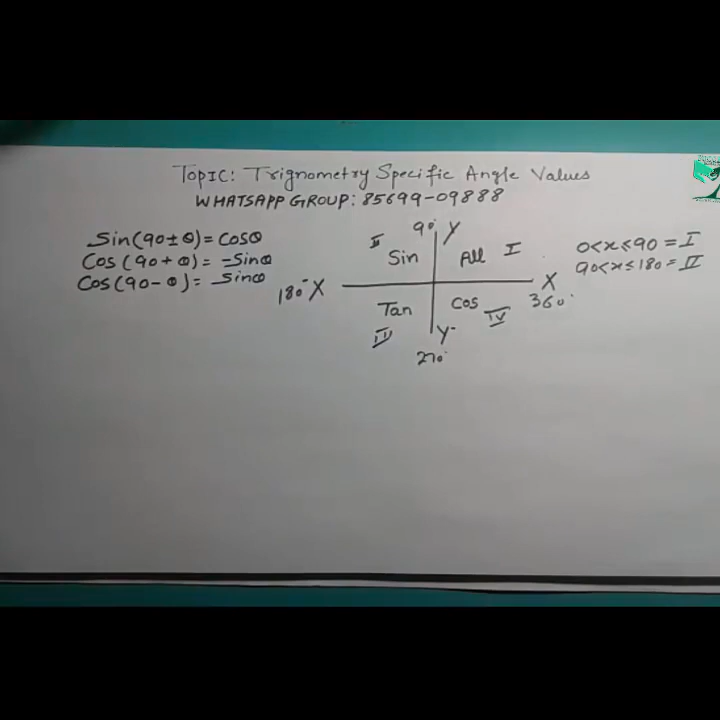 TOPIC: Trignometry Specific Angle Values
WHATSAPP GROUP: 85699-09888
Sin(90±θ)=Cosθ
Cos(90+θ)= -Sinθ
Cos(90-θ)= Sinθ
90° Y
II
Sin
All I
180° X
X
360°
Tan
Cos IV
III
Y-
270°
0<x≤90 = I
90<x≤180 = II